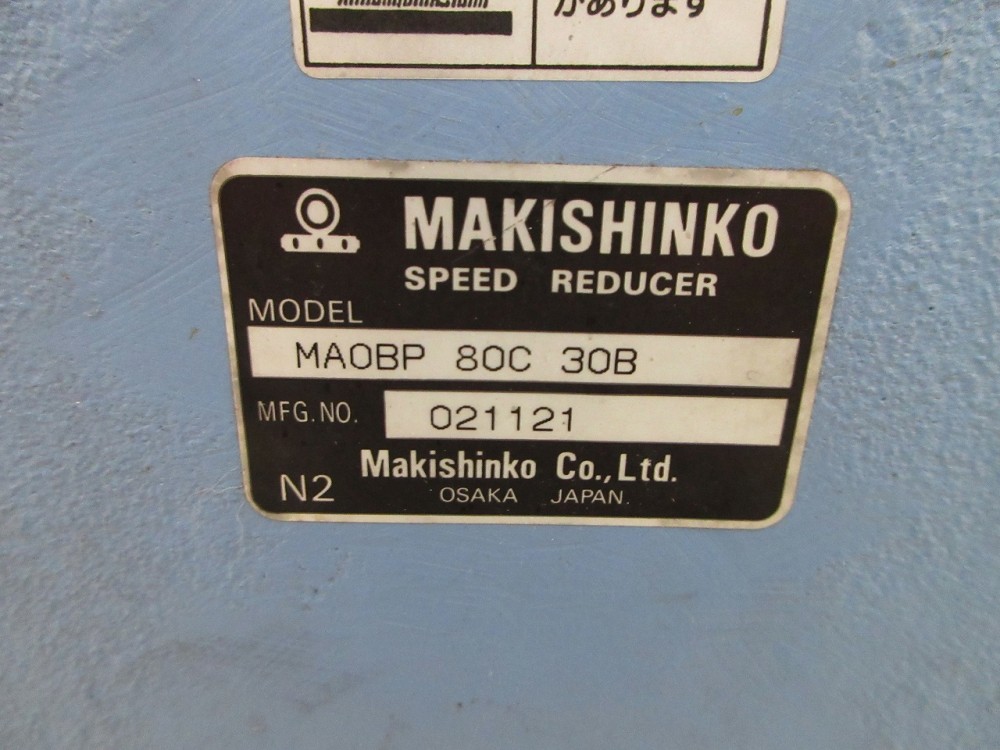 があります
MAKISHINKO
SPEED REDUCER
MODEL
MAOBP 80C 30B
MFG.NO.
021121
Makishinko Co.,Ltd.
N2
OSAKA JAPAN.